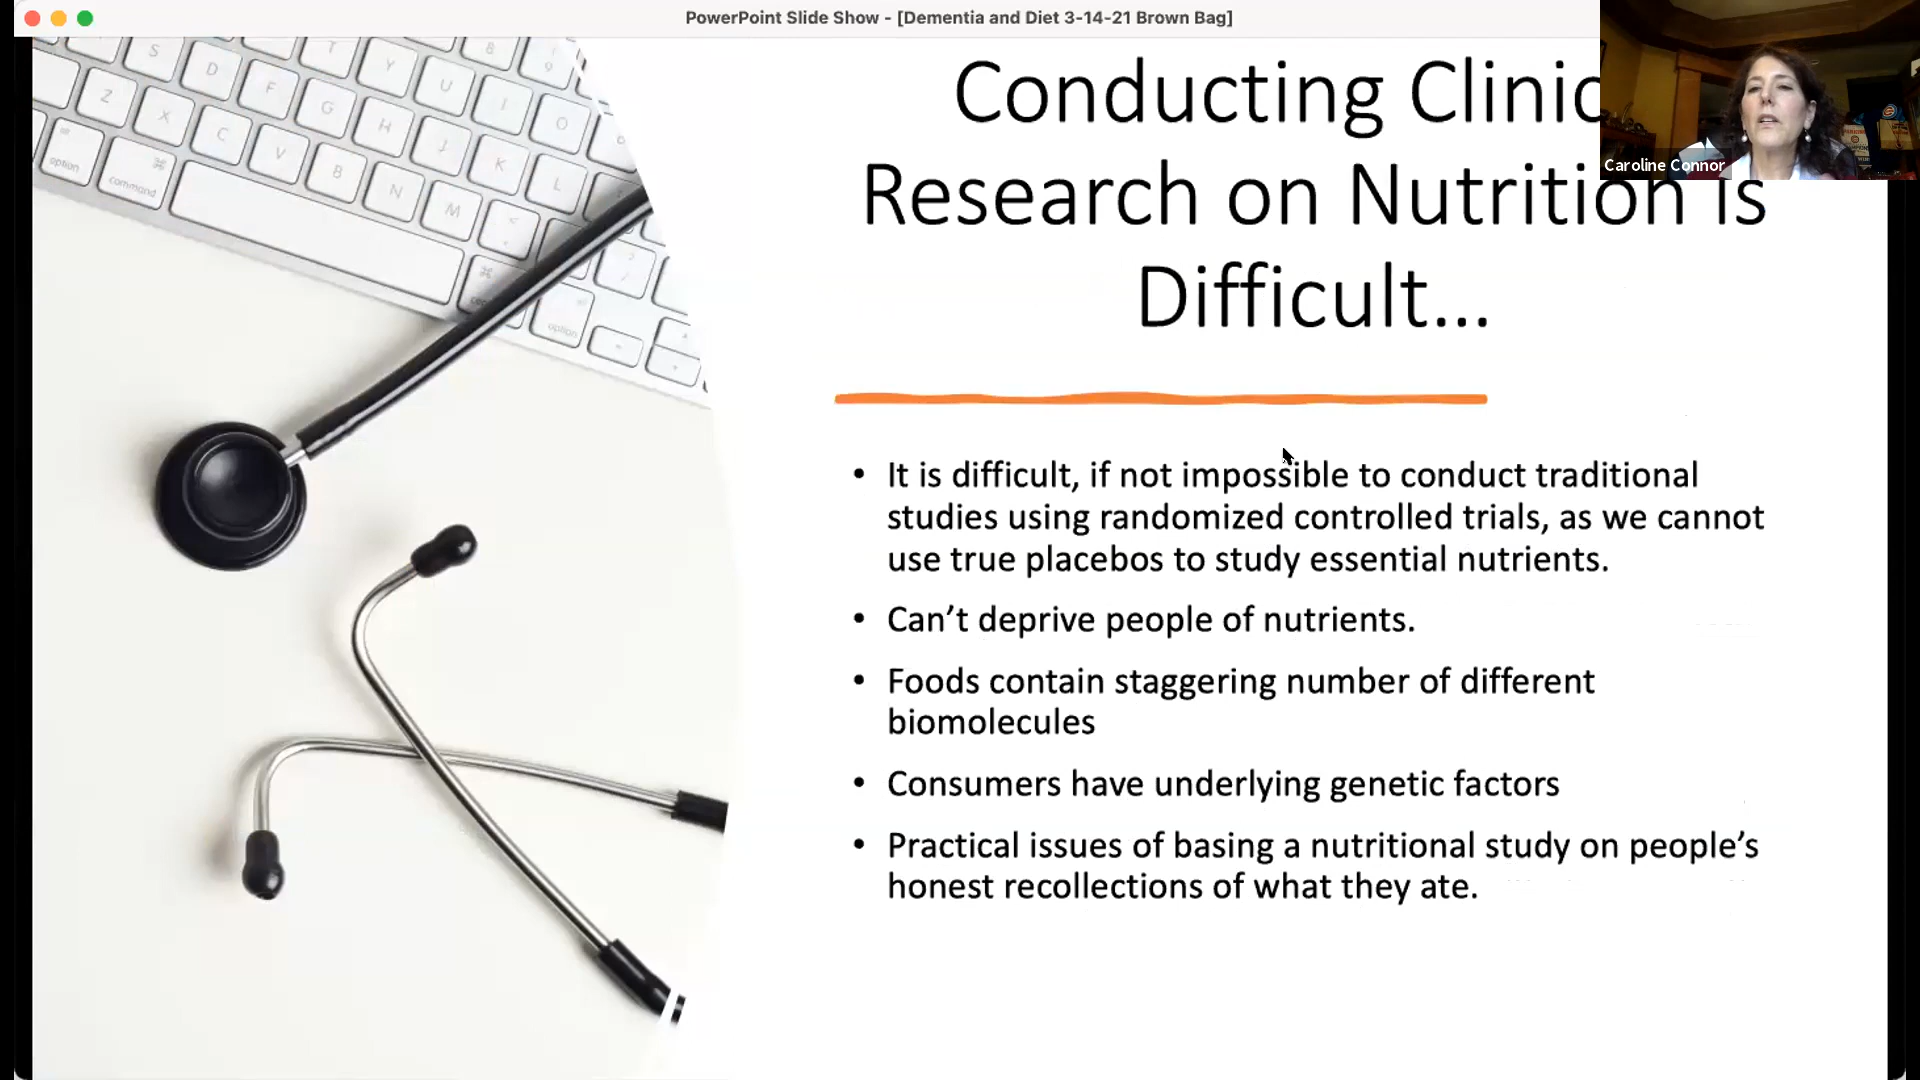 PowerPoint Slide Show - [Dementia and Diet 3-14-21 Brown Bag]
Caroline Connor
Conducting Clinic
Research on Nutrition is
Difficult...
• It is difficult, if not impossible to conduct traditional
studies using randomized controlled trials, as we cannot
use true placebos to study essential nutrients.
• Can’t deprive people of nutrients.
• Foods contain staggering number of different
biomolecules
• Consumers have underlying genetic factors
• Practical issues of basing a nutritional study on people’s
honest recollections of what they ate.
S D F G H J K L
T Y U I O
Z X C V B N M
option
command
option